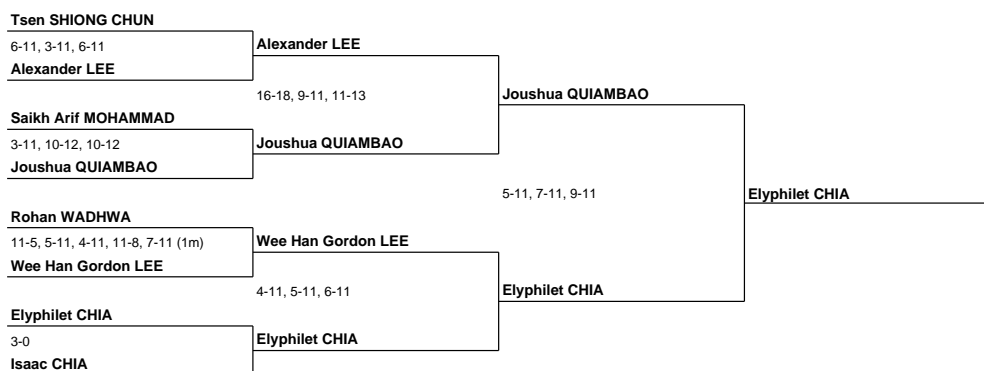 Tsen SHIONG CHUN
6-11, 3-11, 6-11
Alexander LEE
Saikh Arif MOHAMMAD
3-11, 10-12, 10-12
Joushua QUIAMBAO
Rohan WADHWA
11-5, 5-11, 4-11, 11-8, 7-11 (1m)
Wee Han Gordon LEE
Elyphilet CHIA
3-0
Isaac CHIA
Alexander LEE
16-18, 9-11, 11-13
Joushua QUIAMBAO
Wee Han Gordon LEE
4-11, 5-11, 6-11
Elyphilet CHIA
Joushua QUIAMBAO
5-11, 7-11, 9-11
Elyphilet CHIA
Elyphilet CHIA